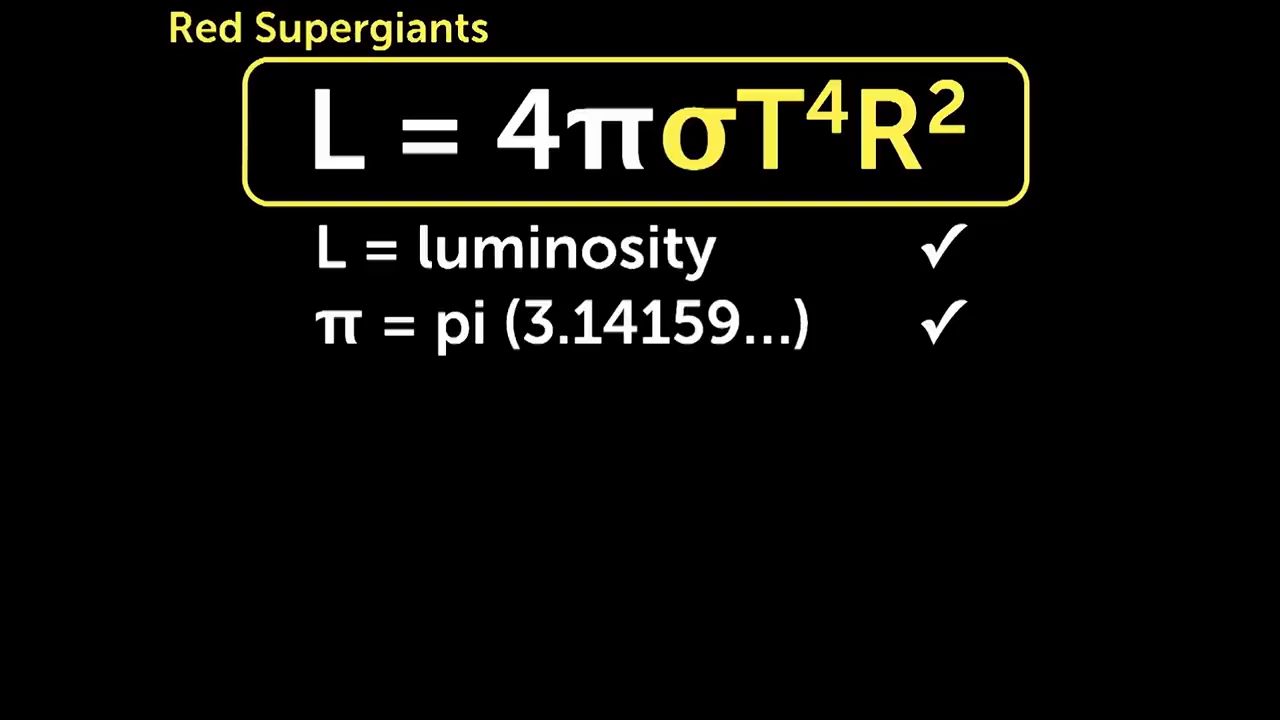 Red Supergiants
L = 4πσT⁴R²
L = luminosity ✓
π = pi (3.14159...) ✓